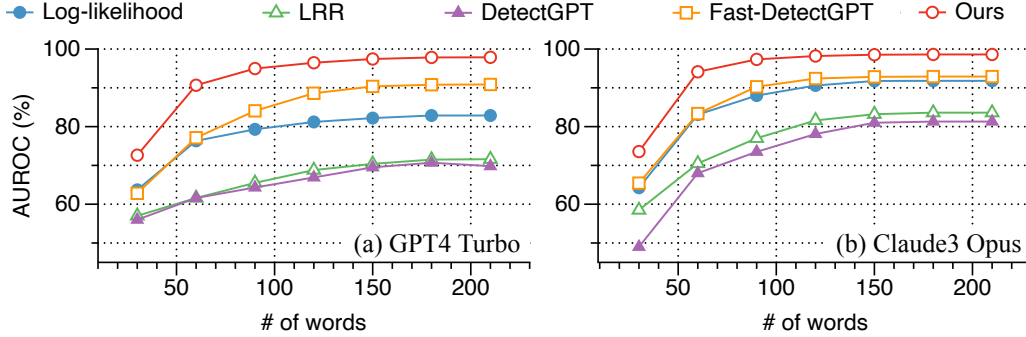 Log-likelihood LRR DetectGPT Fast-DetectGPT Ours
100
80
60
AUROC (%)
(a) GPT4 Turbo
50 100 150 200
# of words
100
80
60
(b) Claude3 Opus
50 100 150 200
# of words